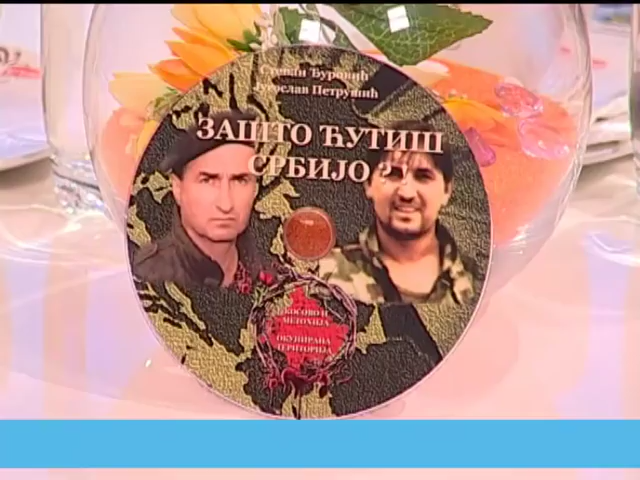 Стеван Ђуровић
Југослав Петрушић
ЗАШТО ЋУТИШ
СРБИЈО ?
КОСОВО И
МЕТОХИЈА
ОКУПИРАНА
ТЕРИТОРИЈА